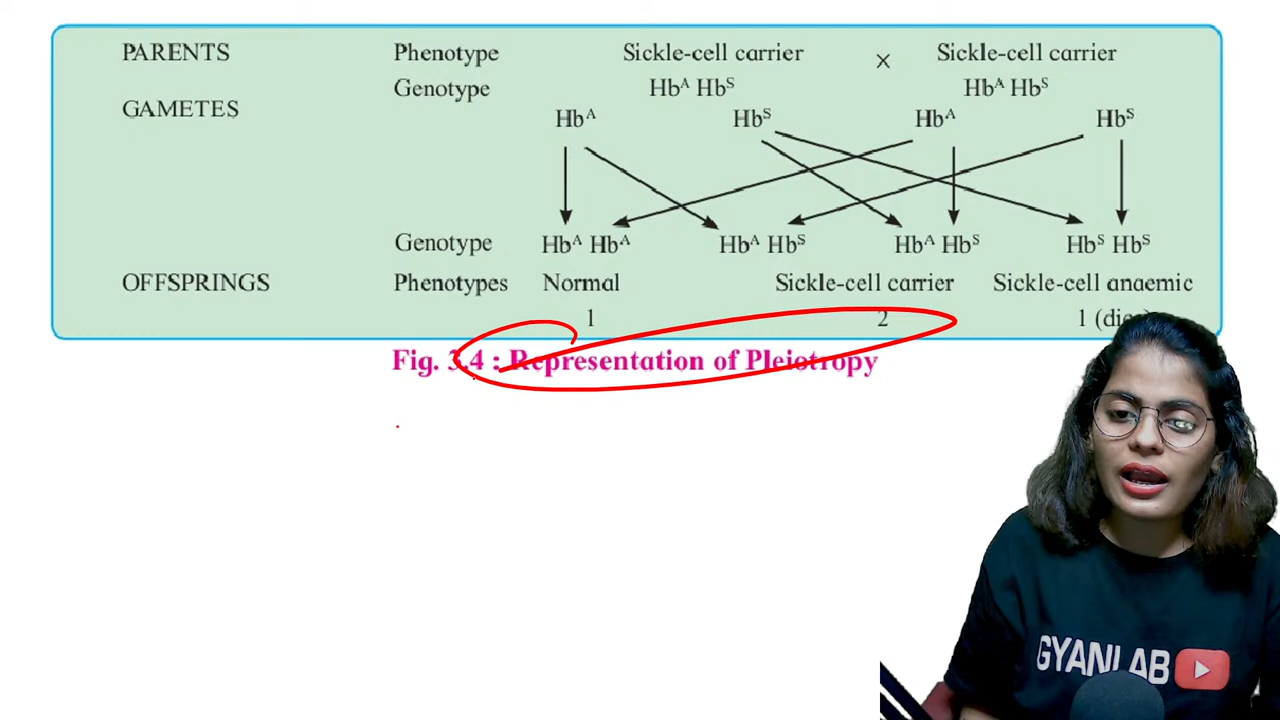 PARENTS Phenotype Sickle-cell carrier × Sickle-cell carrier
Genotype Hbᴬ Hbˢ Hbᴬ Hbˢ
GAMETES Hbᴬ Hbˢ Hbᴬ Hbˢ
Genotype Hbᴬ Hbᴬ Hbᴬ Hbˢ Hbᴬ Hbˢ Hbˢ Hbˢ
OFFSPRINGS Phenotypes Normal Sickle-cell carrier Sickle-cell anaemic
1 2 1
Fig. 3.4 : Representation of Pleiotropy
GYANLAB